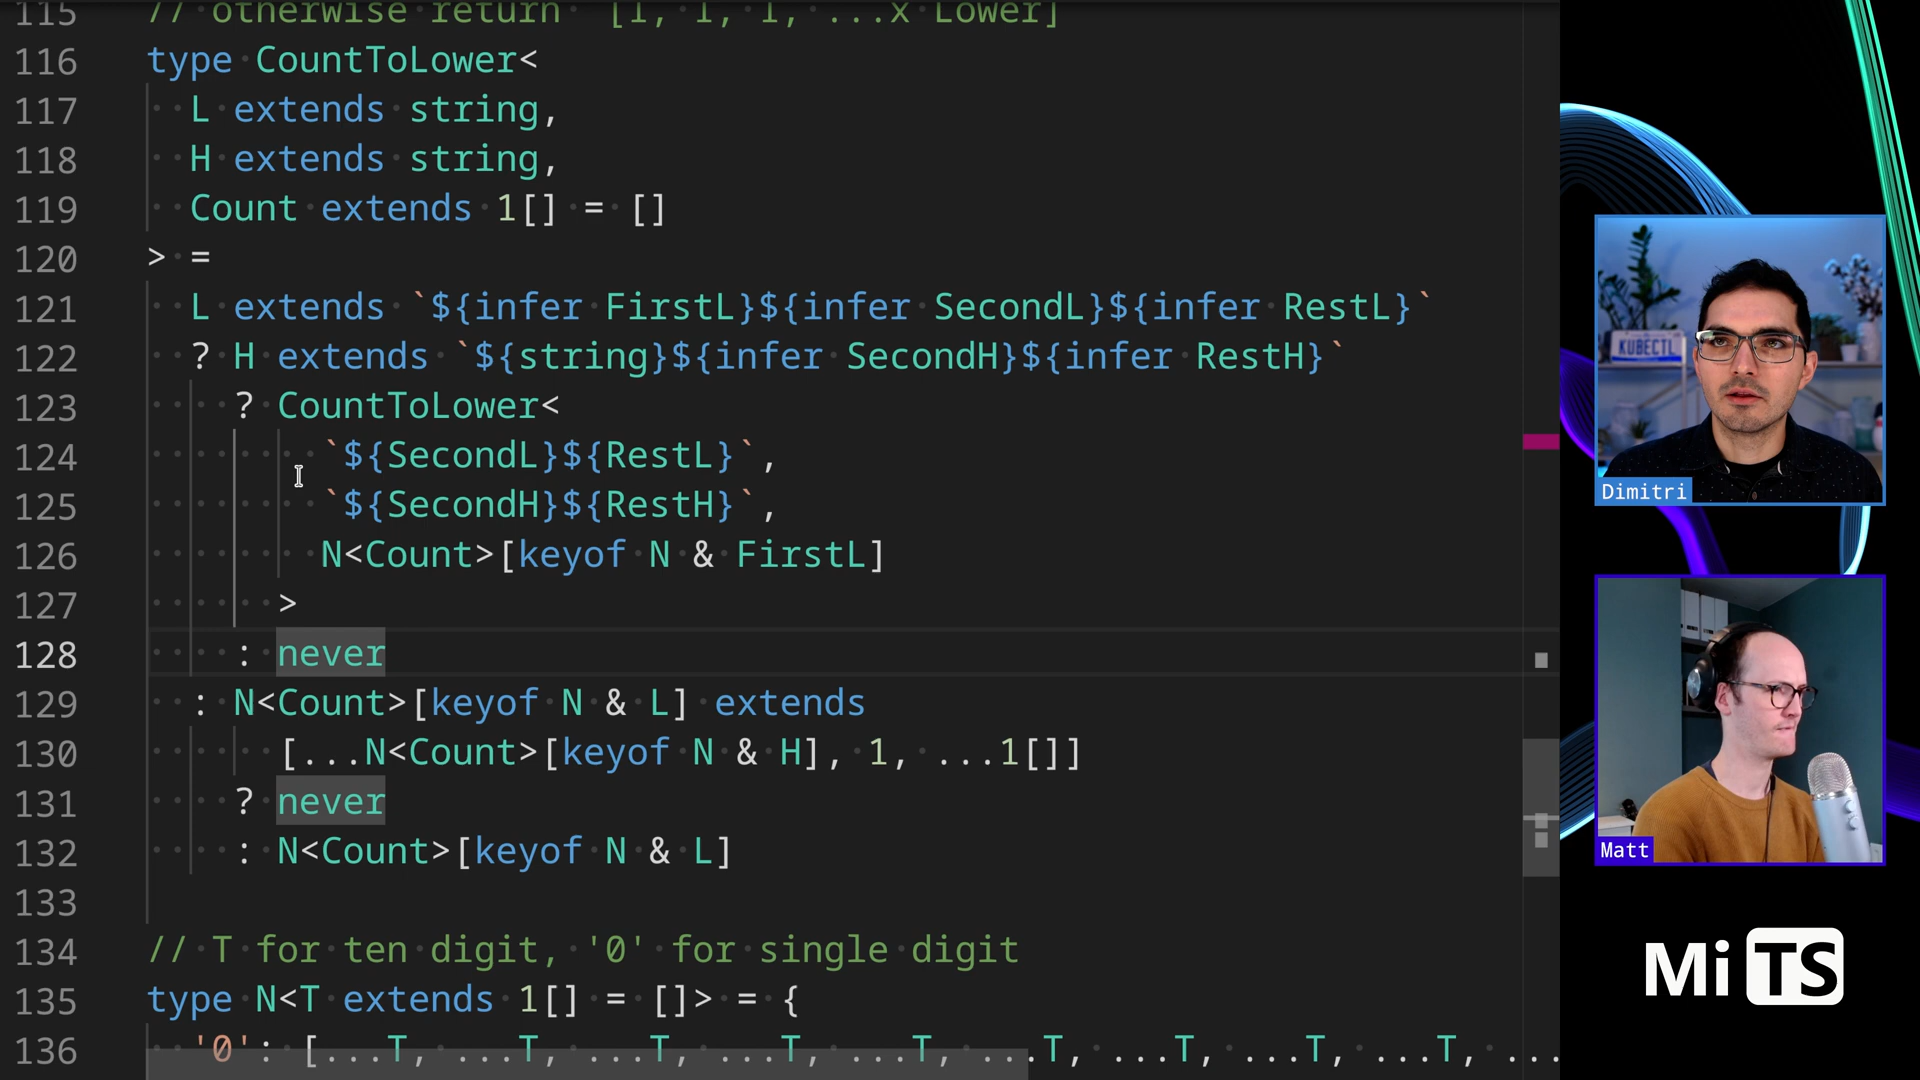 115 // otherwise return [1, 1, 1, ...x Lower]
116 type CountToLower<
117 L extends string,
118 H extends string,
119 Count extends 1[] = []
120 > =
121 L extends `${infer FirstL}${infer SecondL}${infer RestL}`
122 ? H extends `${string}${infer SecondH}${infer RestH}`
123 ? CountToLower<
124 `${SecondL}${RestL}`,
125 `${SecondH}${RestH}`,
126 N<Count>[keyof N & FirstL]
127 >
128 : never
129 : N<Count>[keyof N & L] extends
130 [...N<Count>[keyof N & H], 1, ...1[]]
131 ? never
132 : N<Count>[keyof N & L]
133
134 // T for ten digit, '0' for single digit
135 type N<T extends 1[] = []> = {
136 '0': [...T, ...T, ...T, ...T, ...T, ...T, ...T, ...T, ...T, ...
KUBECTL
Dimitri
Matt
MiTS